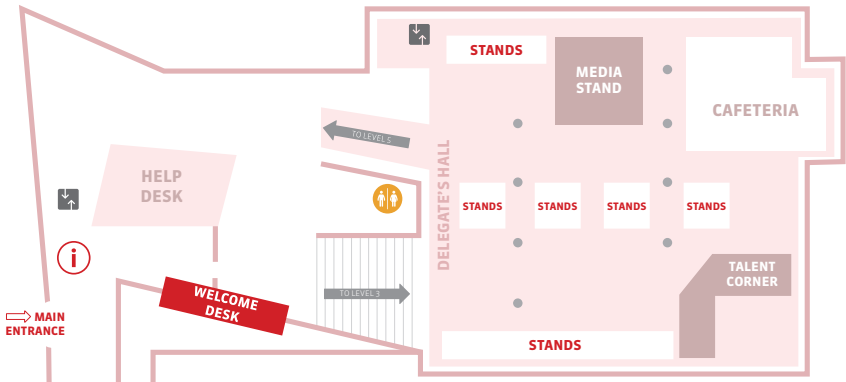 STANDS
MEDIA
STAND
CAFETERIA
TO LEVEL 5
DELEGATE'S HALL
HELP
DESK
STANDS
STANDS
STANDS
STANDS
i
TALENT
CORNER
WELCOME
DESK
TO LEVEL 3
MAIN
ENTRANCE
STANDS